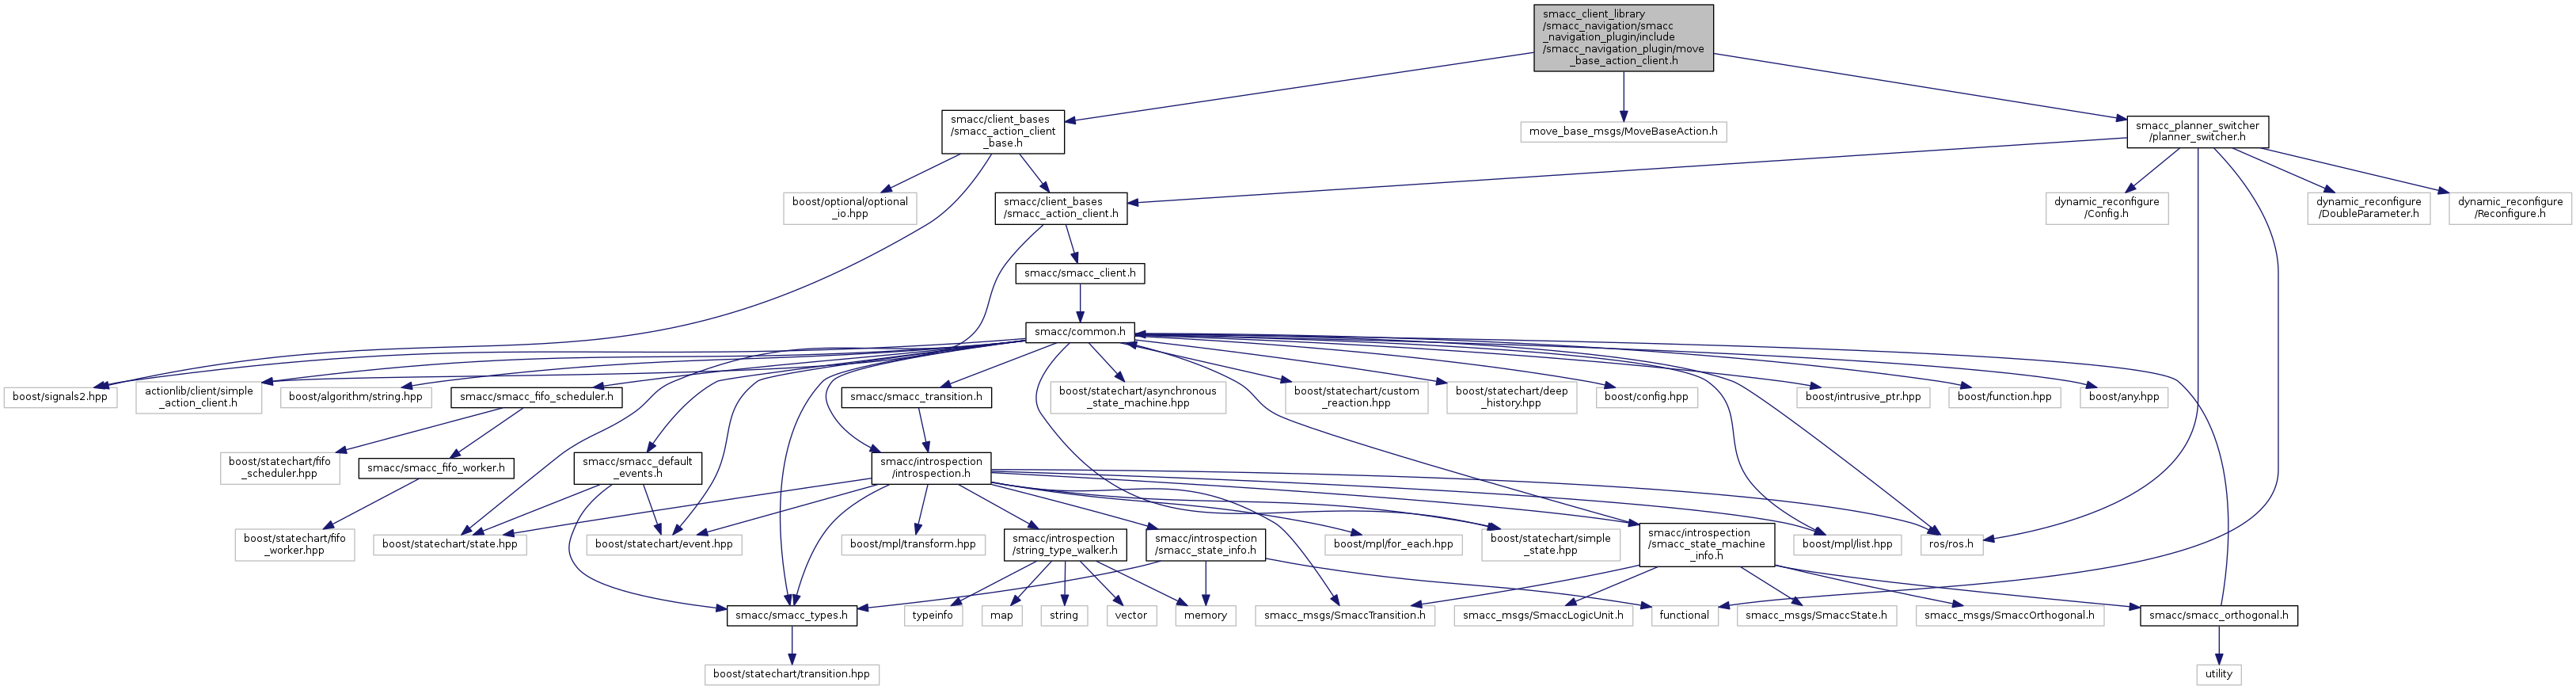 smacc_client_library
/smacc_navigation/smacc
_navigation_plugin/include
/smacc_navigation_plugin/move
_base_action_client.h
smacc/client_bases
/smacc_action_client
_base.h
move_base_msgs/MoveBaseAction.h
smacc_planner_switcher
/planner_switcher.h
boost/optional/optional
_io.hpp
smacc/client_bases
/smacc_action_client.h
dynamic_reconfigure
/Config.h
dynamic_reconfigure
/DoubleParameter.h
dynamic_reconfigure
/Reconfigure.h
smacc/smacc_client.h
smacc/common.h
boost/signals2.hpp
actionlib/client/simple
_action_client.h
boost/algorithm/string.hpp
smacc/smacc_fifo_scheduler.h
smacc/smacc_transition.h
boost/statechart/asynchronous
_state_machine.hpp
boost/statechart/custom
_reaction.hpp
boost/statechart/deep
_history.hpp
boost/config.hpp
boost/intrusive_ptr.hpp
boost/function.hpp
boost/any.hpp
boost/statechart/fifo
_scheduler.hpp
smacc/smacc_fifo_worker.h
smacc/smacc_default
_events.h
smacc/introspection
/introspection.h
boost/statechart/fifo
_worker.hpp
boost/statechart/state.hpp
boost/statechart/event.hpp
boost/mpl/transform.hpp
smacc/introspection
/string_type_walker.h
smacc/introspection
/smacc_state_info.h
boost/mpl/for_each.hpp
boost/statechart/simple
_state.hpp
smacc/introspection
/smacc_state_machine
_info.h
boost/mpl/list.hpp
ros/ros.h
smacc/smacc_types.h
typeinfo
map
string
vector
memory
smacc_msgs/SmaccTransition.h
smacc_msgs/SmaccLogicUnit.h
functional
smacc_msgs/SmaccState.h
smacc_msgs/SmaccOrthogonal.h
smacc/smacc_orthogonal.h
boost/statechart/transition.hpp
utility